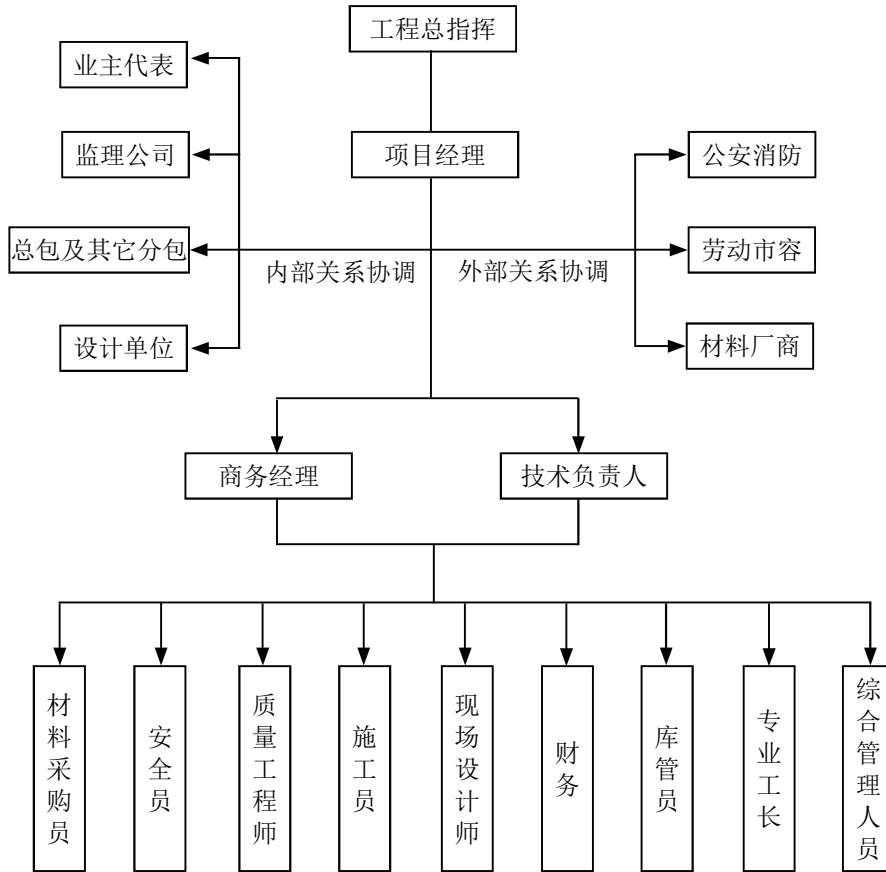 工程总指挥
业主代表
监理公司
项目经理
公安消防
总包及其它分包
内部关系协调
外部关系协调
劳动市容
设计单位
材料厂商
商务经理
技术负责人
材料采购员
安全员
质量工程师
施工员
现场设计师
财务
库管员
专业工长
综合管理人员